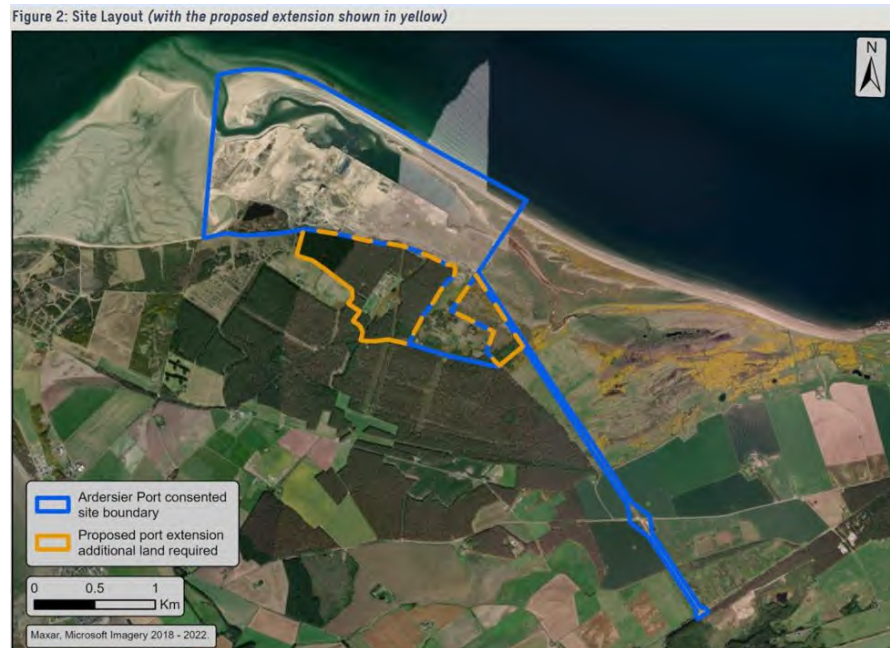 Figure 2: Site Layout (with the proposed extension shown in yellow)
N
Ardersier Port consented
site boundary
Proposed port extension
additional land required
0 0.5 1
Km
Maxar, Microsoft Imagery 2018 - 2022.